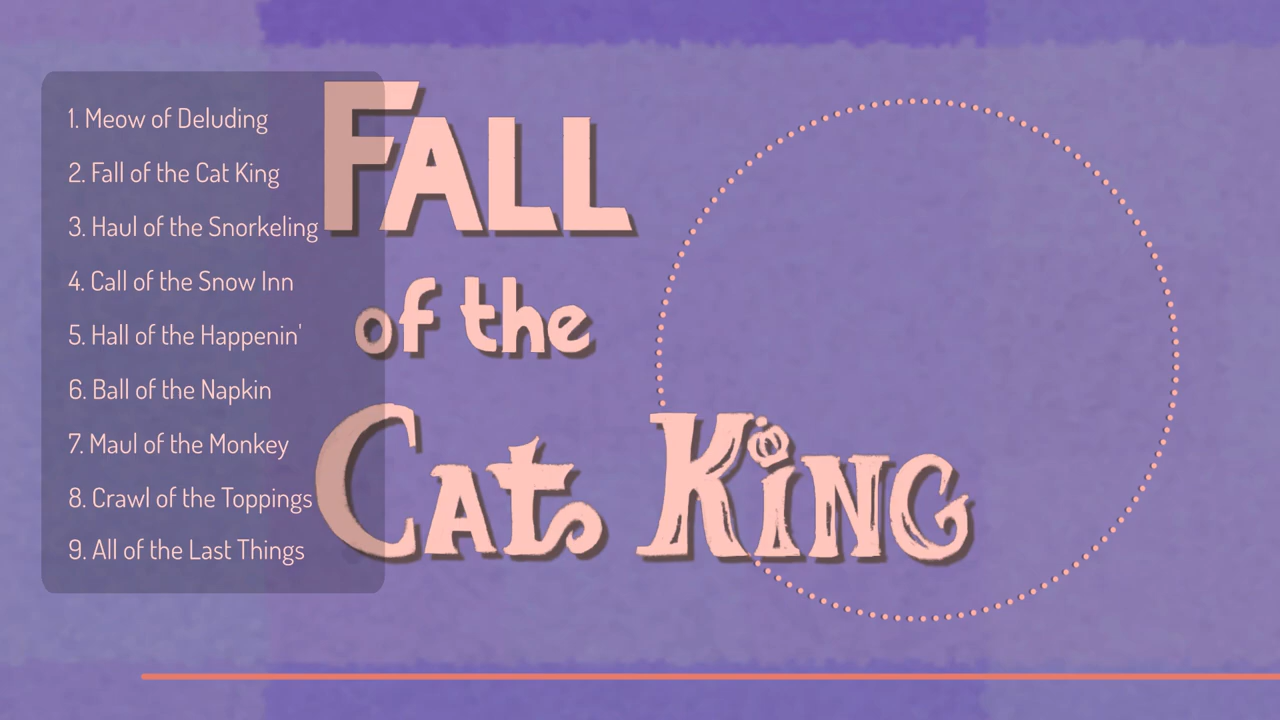 1. Meow of Deluding
2. Fall of the Cat King
3. Haul of the Snorkeling
4. Call of the Snow Inn
5. Hall of the Happenin'
6. Ball of the Napkin
7. Maul of the Monkey
8. Crawl of the Toppings
9. All of the Last Things
FALL
of the
CAT KiNG